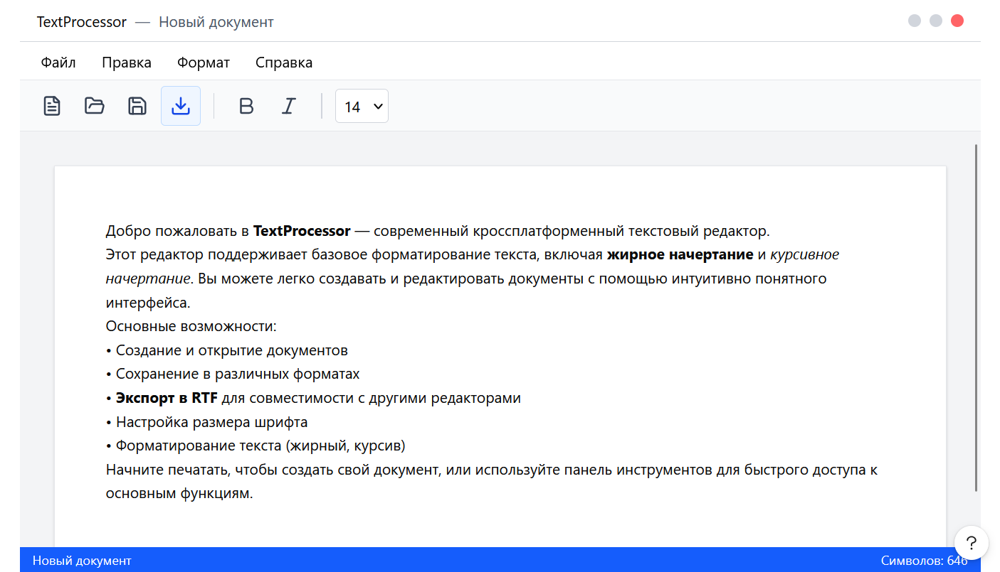 TextProcessor — Новый документ
Файл Правка Формат Справка
B I 14
Добро пожаловать в TextProcessor — современный кроссплатформенный текстовый редактор.
Этот редактор поддерживает базовое форматирование текста, включая жирное начертание и курсивное
начертание. Вы можете легко создавать и редактировать документы с помощью интуитивно понятного
интерфейса.
Основные возможности:
• Создание и открытие документов
• Сохранение в различных форматах
• Экспорт в RTF для совместимости с другими редакторами
• Настройка размера шрифта
• Форматирование текста (жирный, курсив)
Начните печатать, чтобы создать свой документ, или используйте панель инструментов для быстрого доступа к
основным функциям.
?
Новый документ Символов: 646